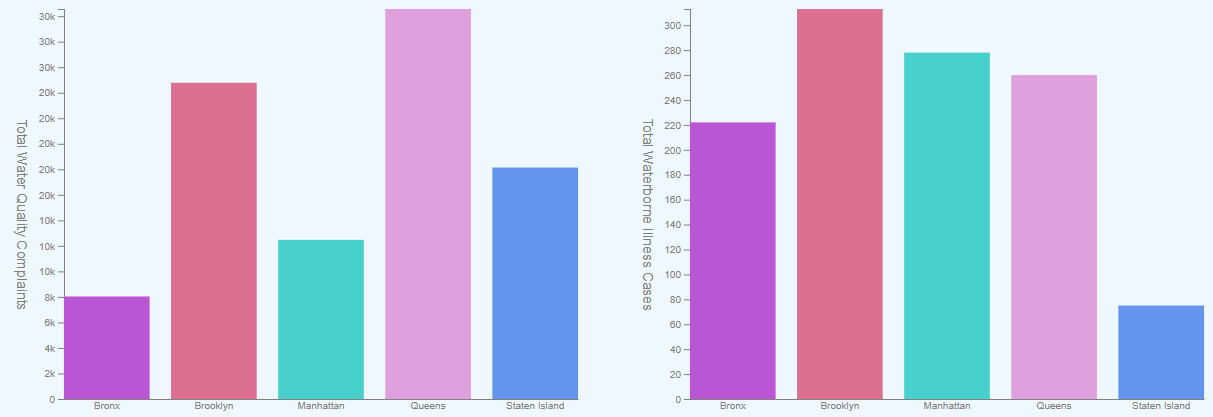 Total Water Quality Complaints
30k
30k
30k
20k
20k
20k
20k
20k
10k
10k
10k
8k
6k
4k
2k
0
Bronx Brooklyn Manhattan Queens Staten Island
Total Waterborne Illness Cases
300
280
260
240
220
200
180
160
140
120
100
80
60
40
20
0
Bronx Brooklyn Manhattan Queens Staten Island